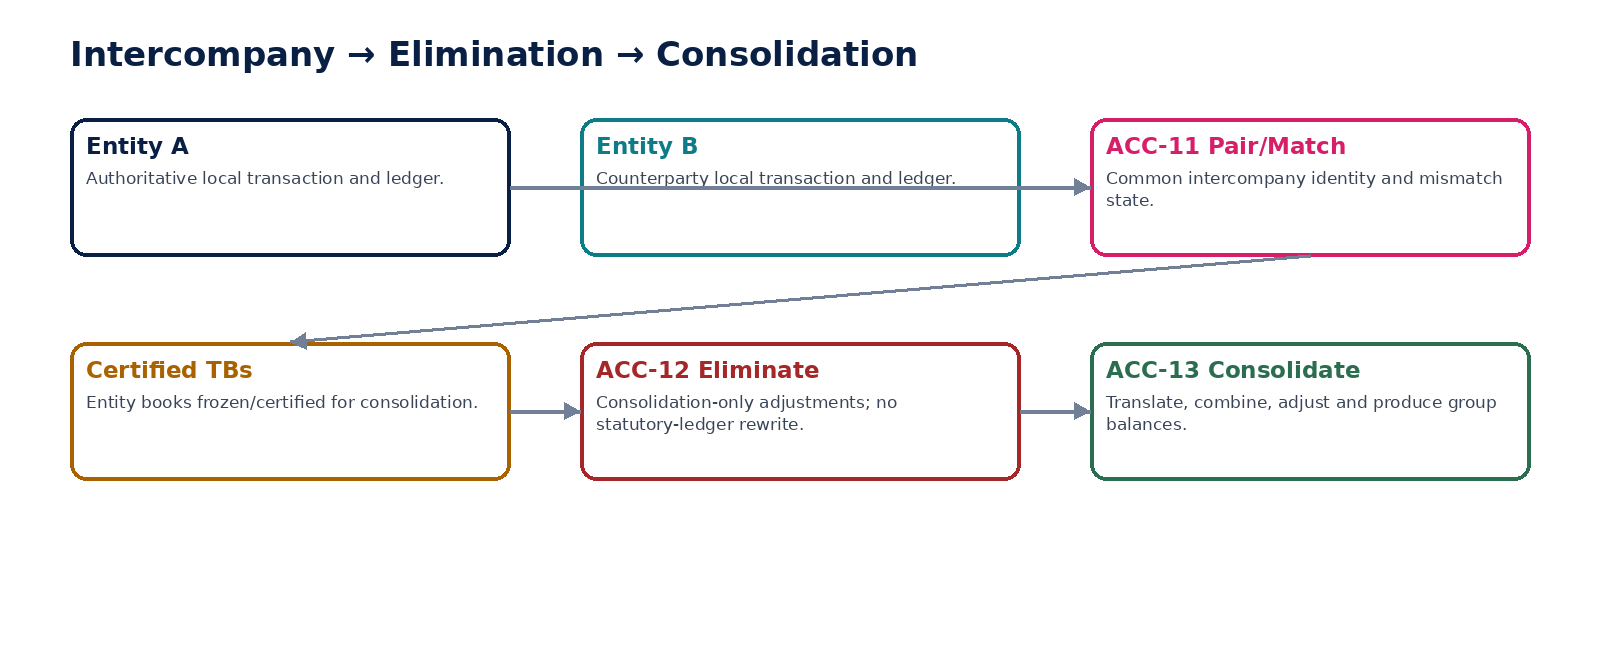 Intercompany → Elimination → Consolidation
Entity A
Authoritative local transaction and ledger.
Entity B
Counterparty local transaction and ledger.
ACC-11 Pair/Match
Common intercompany identity and mismatch
state.
Certified TBs
Entity books frozen/certified for consolidation.
ACC-12 Eliminate
Consolidation-only adjustments; no
statutory-ledger rewrite.
ACC-13 Consolidate
Translate, combine, adjust and produce group
balances.